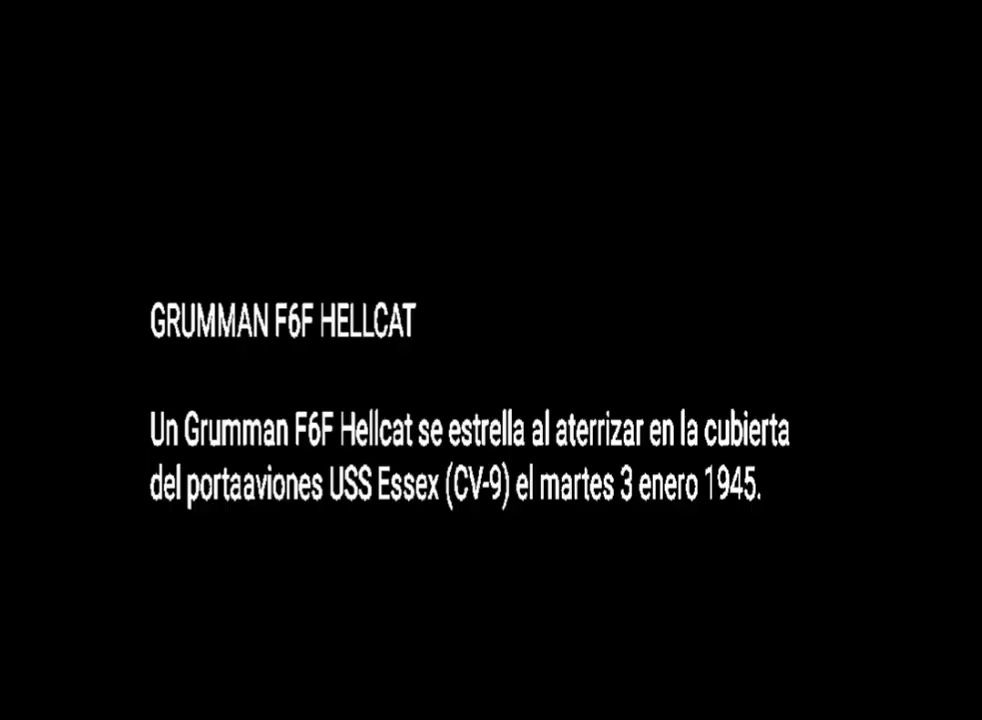 GRUMMAN F6F HELLCAT
Un Grumman F6F Hellcat se estrella al aterrizar en la cubierta
del portaaviones USS Essex (CV-9) el martes 3 enero 1945.